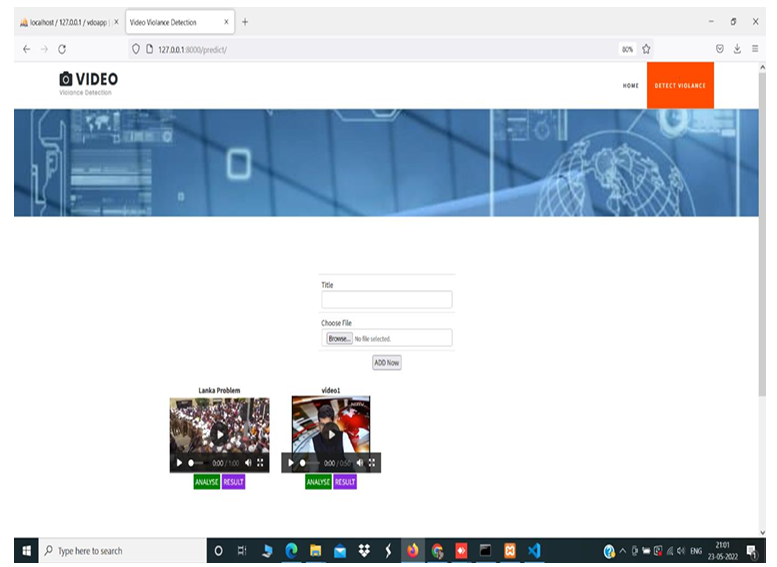 localhost / 127.0.0.1 / vdoapp |
Video Violance Detection
127.0.0.1:8000/predict/
80%
VIDEO
Violance Detection
HOME
DETECT VIOLANCE
Title
Choose File
Browse... No file selected.
ADD Now
Lanka Problem
video1
0:00 / 1:00
0:00 / 0:50
ANALYSE RESULT
ANALYSE RESULT
Type here to search
ENG
21:01
23-05-2022